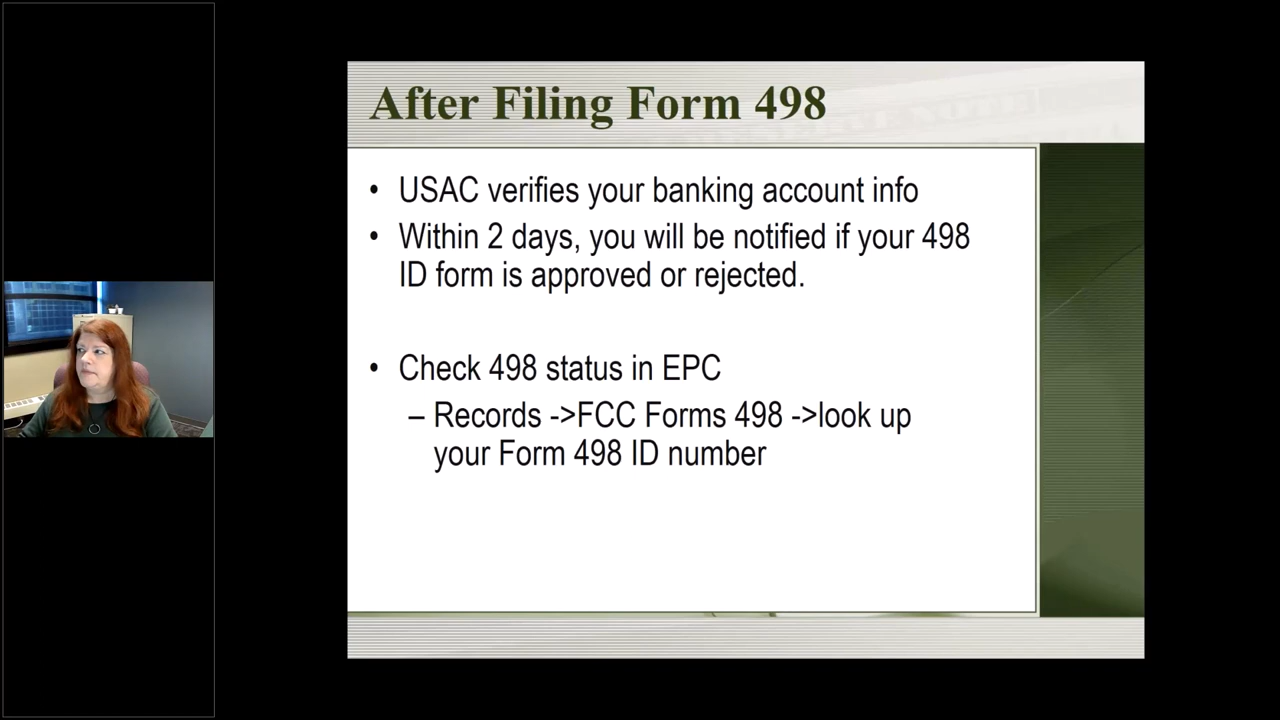 After Filing Form 498
• USAC verifies your banking account info
• Within 2 days, you will be notified if your 498
ID form is approved or rejected.
• Check 498 status in EPC
– Records ->FCC Forms 498 ->look up
your Form 498 ID number